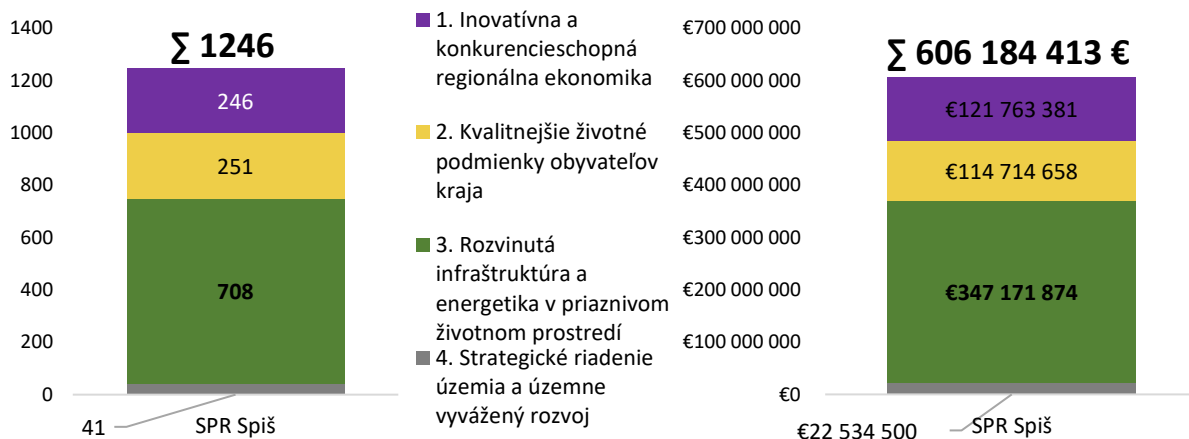 ∑ 1246
1400
1200
1000
800
600
400
200
0
246
251
708
41
SPR Spiš
1. Inovatívna a
konkurencieschopná
regionálna ekonomika
2. Kvalitnejšie životné
podmienky obyvateľov
kraja
3. Rozvinutá
infraštruktúra a
energetika v priaznivom
životnom prostredí
4. Strategické riadenie
územia a územne
vyvážený rozvoj
∑ 606 184 413 €
€700 000 000
€600 000 000
€500 000 000
€400 000 000
€300 000 000
€200 000 000
€100 000 000
€0
€121 763 381
€114 714 658
€347 171 874
€22 534 500
SPR Spiš